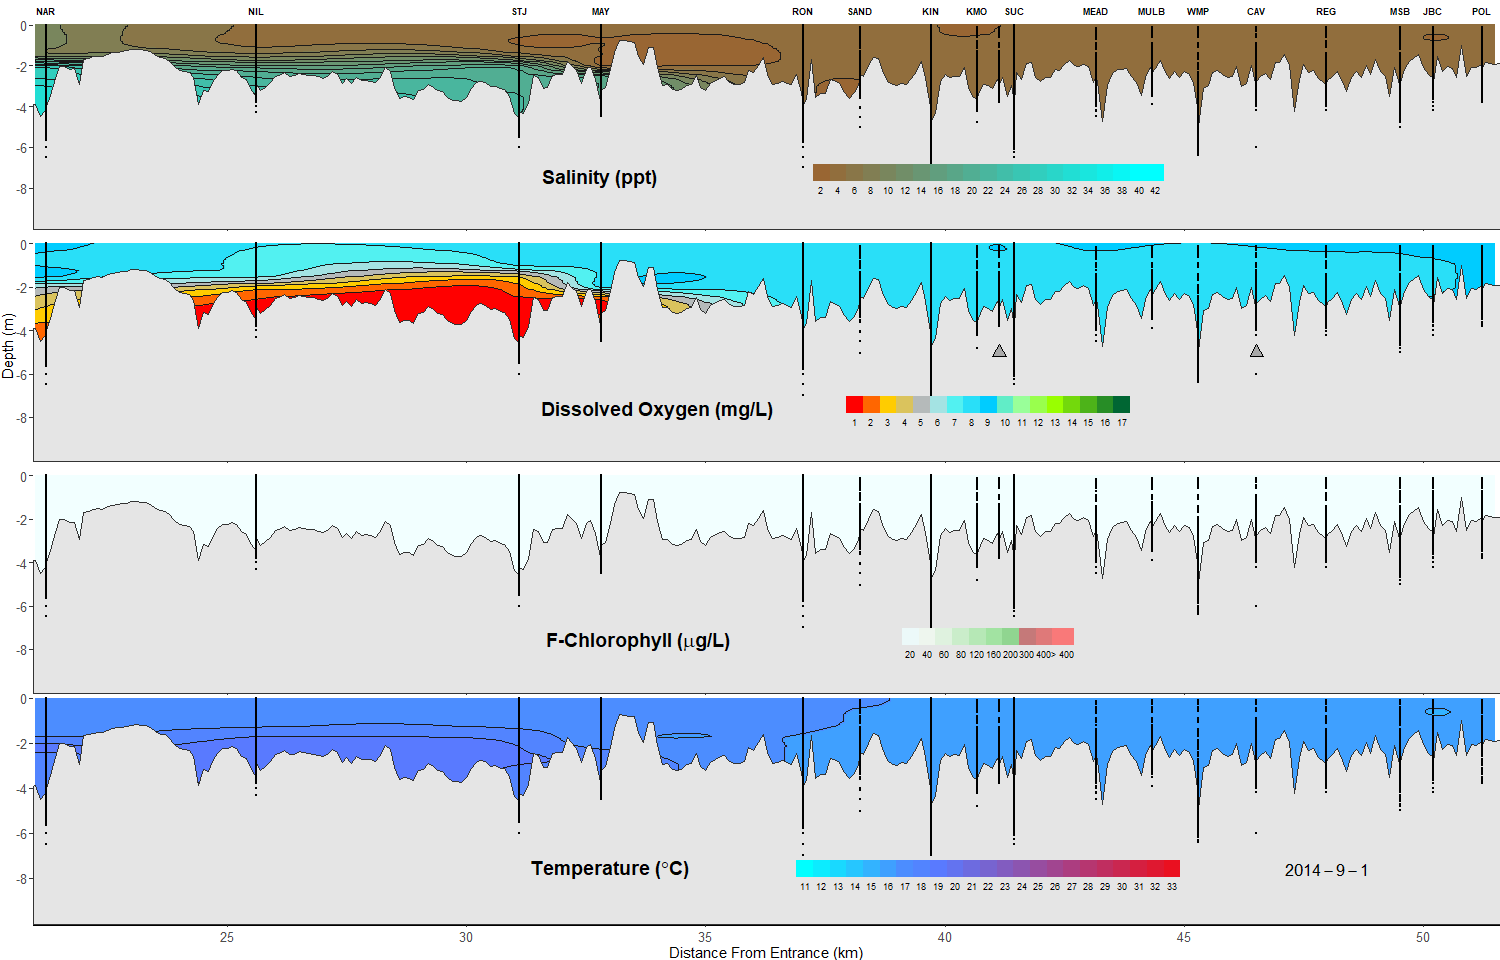 NAR NIL STJ MAY RON SAND KIN KMO SUC MEAD MULB WMP CAV REG MSB JBC POL
0
-2
-4
-6
-8
Salinity (ppt)
2 4 6 8 10 12 14 16 18 20 22 24 26 28 30 32 34 36 38 40 42
0
-2
-4
-6
-8
Depth (m)
Dissolved Oxygen (mg/L)
1 2 3 4 5 6 7 8 9 10 11 12 13 14 15 16 17
0
-2
-4
-6
-8
F-Chlorophyll (μg/L)
20 40 60 80 120 160 200 300 400> 400
0
-2
-4
-6
-8
Temperature (°C)
11 12 13 14 15 16 17 18 19 20 21 22 23 24 25 26 27 28 29 30 31 32 33
2014 – 9 – 1
25 30 35 40 45 50
Distance From Entrance (km)